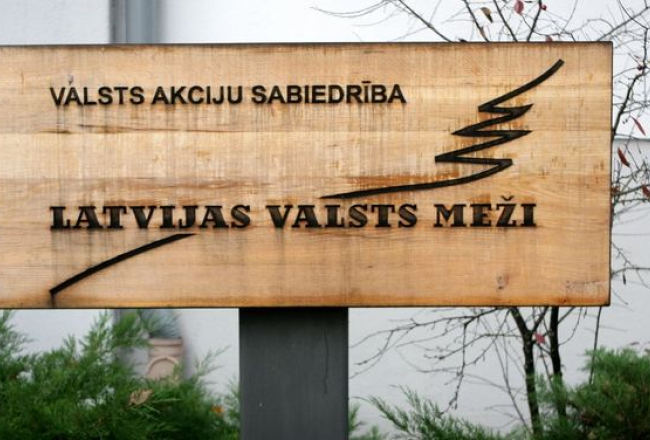 VALSTS AKCIJU SABIEDRĪBA
LATVIJAS VALSTS MEŽI